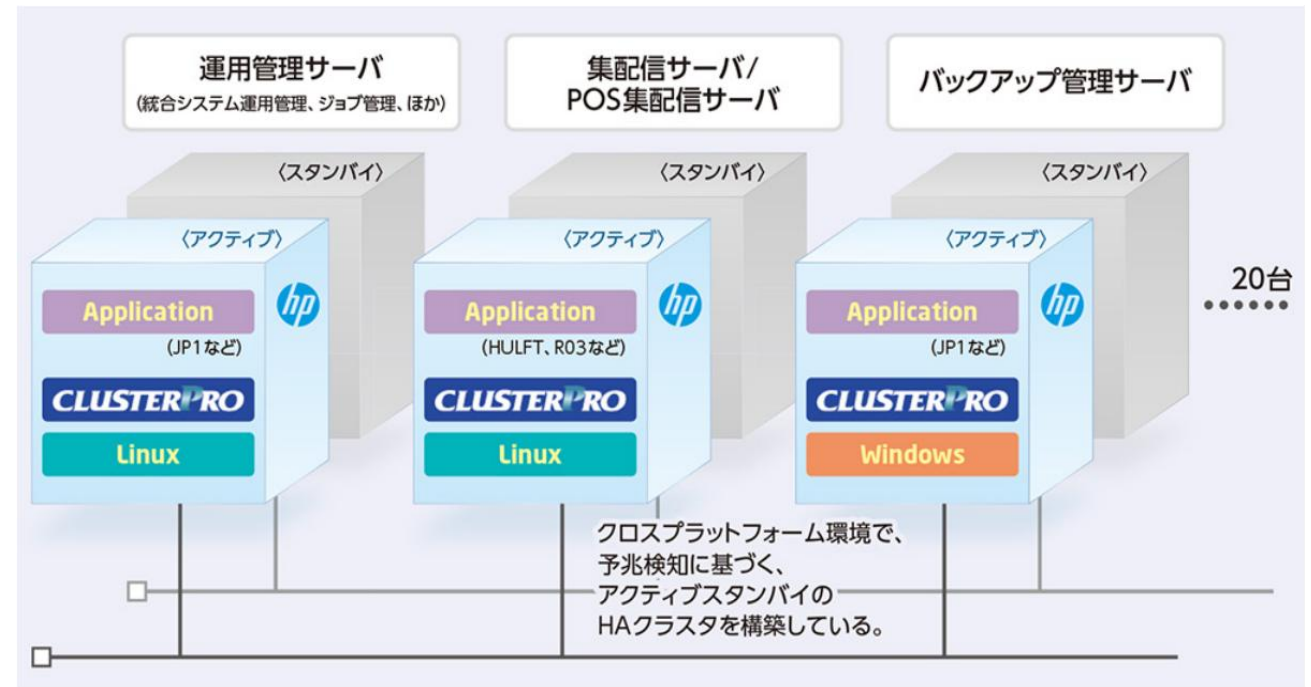 運用管理サーバ
(統合システム運用管理、ジョブ管理、ほか)
集配信サーバ/
POS集配信サーバ
バックアップ管理サーバ
〈スタンバイ〉
〈スタンバイ〉
〈スタンバイ〉
〈アクティブ〉
〈アクティブ〉
〈アクティブ〉
20台
hp
hp
hp
Application
(JP1など)
CLUSTERPRO
Linux
Application
(HULFT、R03など)
CLUSTERPRO
Linux
Application
(JP1など)
CLUSTERPRO
Windows
クロスプラットフォーム環境で、
予兆検知に基づく、
アクティブスタンバイの
HAクラスタを構築している。